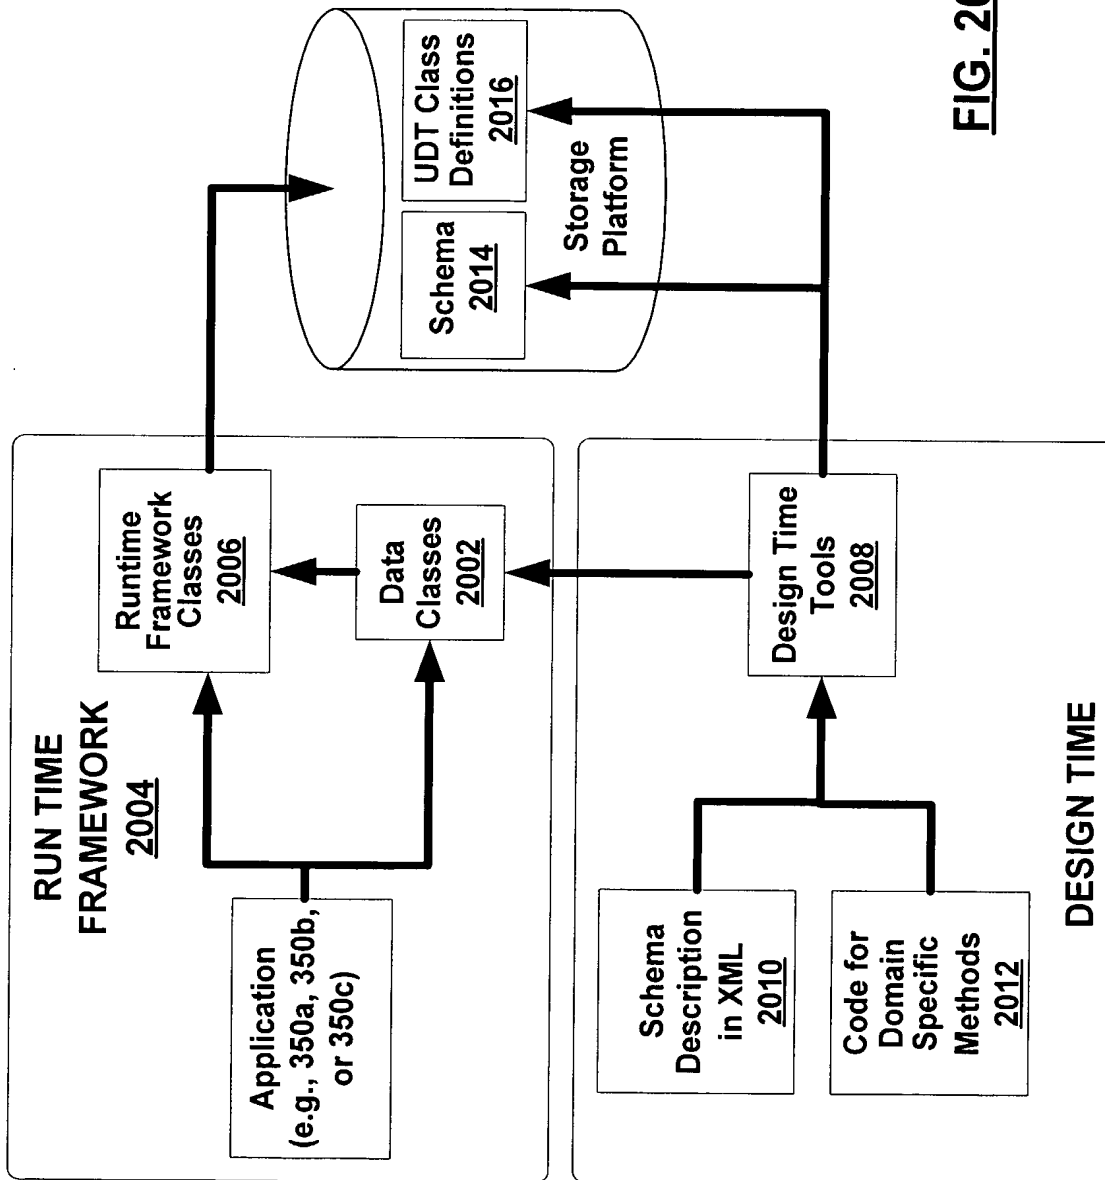 RUN TIME
FRAMEWORK
2004
Application
(e.g., 350a, 350b,
or 350c)
Runtime
Framework
Classes
2006
Data
Classes
2002
Schema
2014
UDT Class
Definitions
2016
Storage
Platform
Schema
Description
in XML
2010
Code for
Domain
Specific
Methods
2012
Design Time
Tools
2008
DESIGN TIME
FIG. 20